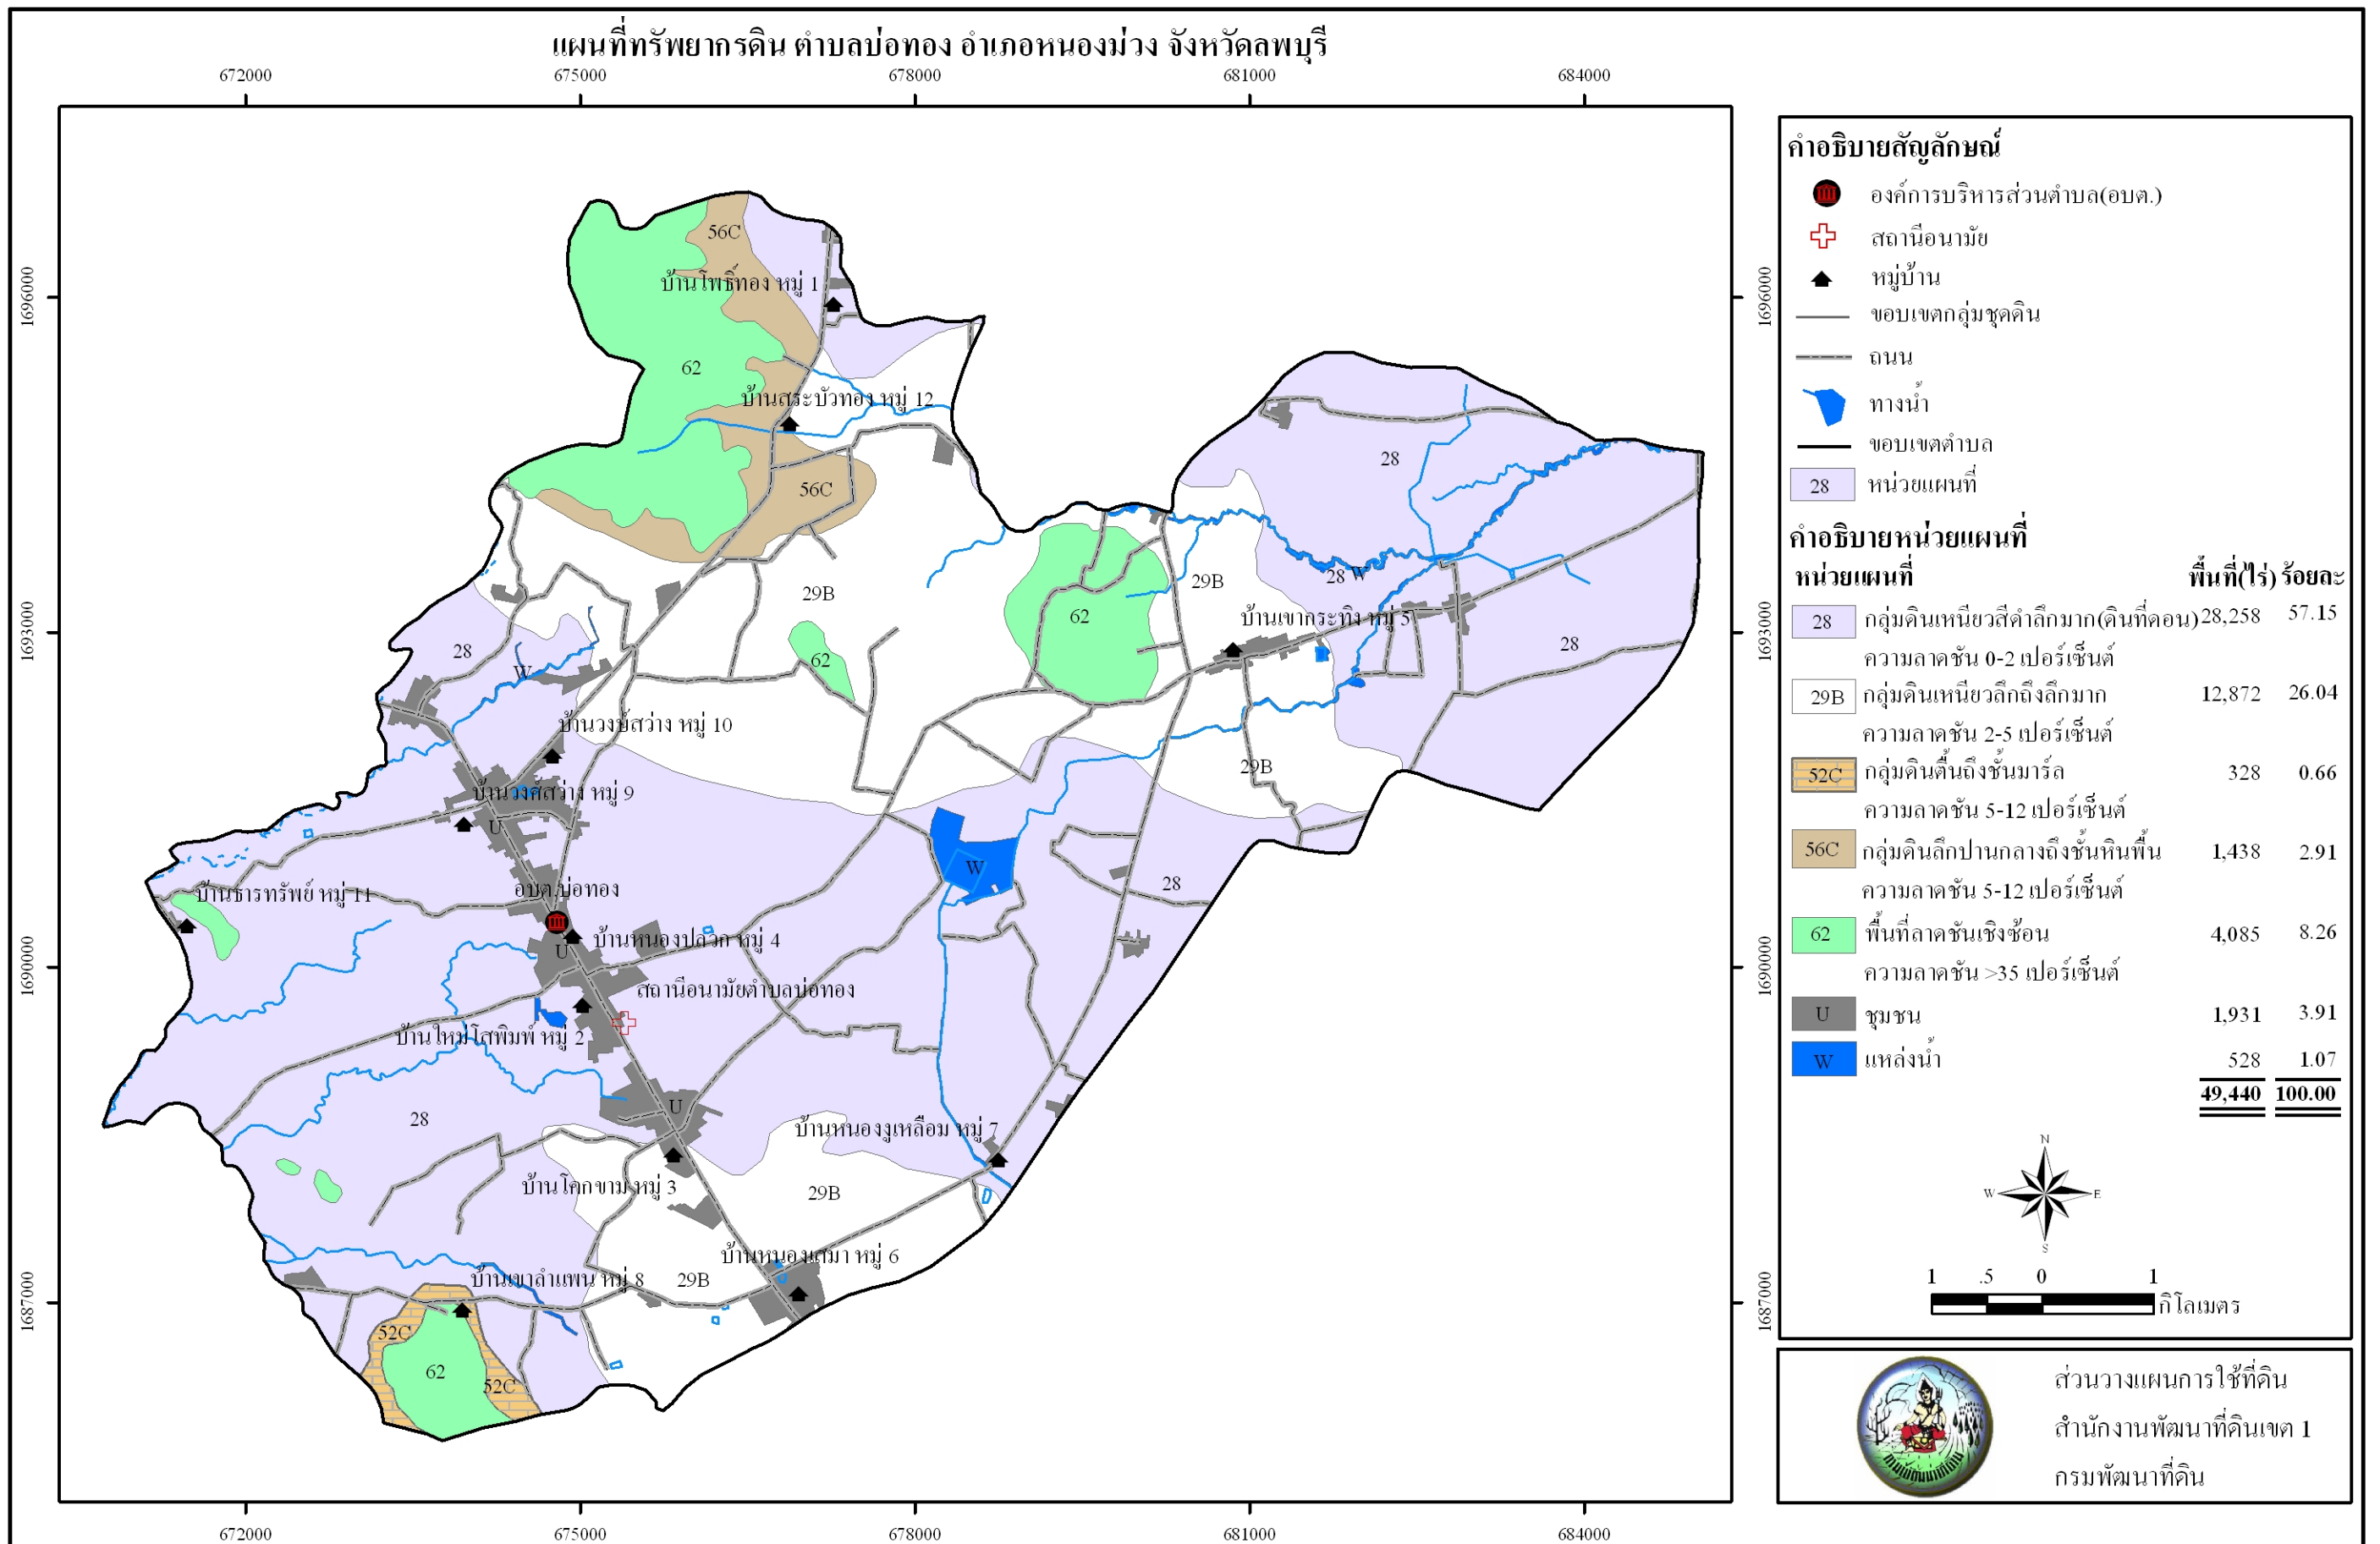 แผนที่ทรัพยากรดิน ตำบลบ่อทอง อำเภอหนองม่วง จังหวัดลพบุรี
672000 675000 678000 681000 684000
1696000 1696000
1693000 1693000
1690000 1690000
1687000 1687000
56C
บ้านโพธิ์ทอง หมู่ 1
62
บ้านสระบัวทอง หมู่ 12
56C
28
29B
29B
28 W
62
บ้านเขากระทิง หมู่ 5
28
28
W
62
บ้านวงษ์สว่าง หมู่ 10
29B
บ้านวงศ์สว่าง หมู่ 9
U
W
28
อบต.บ่อทอง
บ้านธารทรัพย์ หมู่ 11
บ้านหนองปลวก หมู่ 4
U
สถานีอนามัยตำบลบ่อทอง
บ้านใหม่โสพิมพ์ หมู่ 2
U
28
บ้านหนองงูเหลือม หมู่ 7
บ้านโคกขาม หมู่ 3
29B
บ้านหนองเสมา หมู่ 6
บ้านเขาลำแพน หมู่ 8
29B
52C
62
52C
672000 675000 678000 681000 684000
คำอธิบายสัญลักษณ์
องค์การบริหารส่วนตำบล(อบต.)
สถานีอนามัย
หมู่บ้าน
ขอบเขตกลุ่มชุดดิน
ถนน
ทางน้ำ
ขอบเขตตำบล
28 หน่วยแผนที่
คำอธิบายหน่วยแผนที่
หน่วยแผนที่ พื้นที่(ไร่) ร้อยละ
28 กลุ่มดินเหนียวสีดำลึกมาก(ดินที่ดอน) 28,258 57.15
ความลาดชัน 0-2 เปอร์เซ็นต์
29B กลุ่มดินเหนียวลึกถึงลึกมาก 12,872 26.04
ความลาดชัน 2-5 เปอร์เซ็นต์
52C กลุ่มดินตื้นถึงชั้นมาร์ล 328 0.66
ความลาดชัน 5-12 เปอร์เซ็นต์
56C กลุ่มดินลึกปานกลางถึงชั้นหินพื้น 1,438 2.91
ความลาดชัน 5-12 เปอร์เซ็นต์
62 พื้นที่ลาดชันเชิงซ้อน 4,085 8.26
ความลาดชัน >35 เปอร์เซ็นต์
U ชุมชน 1,931 3.91
W แหล่งน้ำ 528 1.07
49,440 100.00
N
W E
S
1 .5 0 1
กิโลเมตร
ส่วนวางแผนการใช้ที่ดิน
สำนักงานพัฒนาที่ดินเขต 1
กรมพัฒนาที่ดิน
กรมพัฒนาที่ดิน